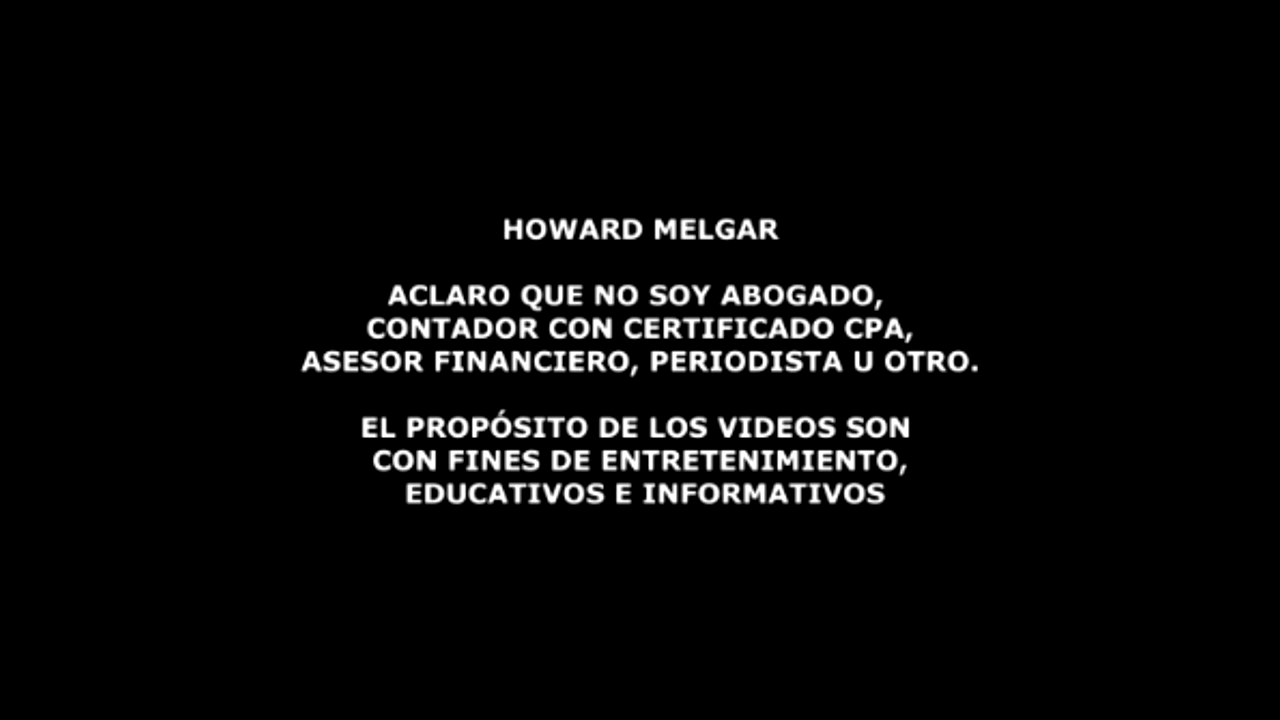 HOWARD MELGAR
ACLARO QUE NO SOY ABOGADO,
CONTADOR CON CERTIFICADO CPA,
ASESOR FINANCIERO, PERIODISTA U OTRO.
EL PROPÓSITO DE LOS VIDEOS SON
CON FINES DE ENTRETENIMIENTO,
EDUCATIVOS E INFORMATIVOS